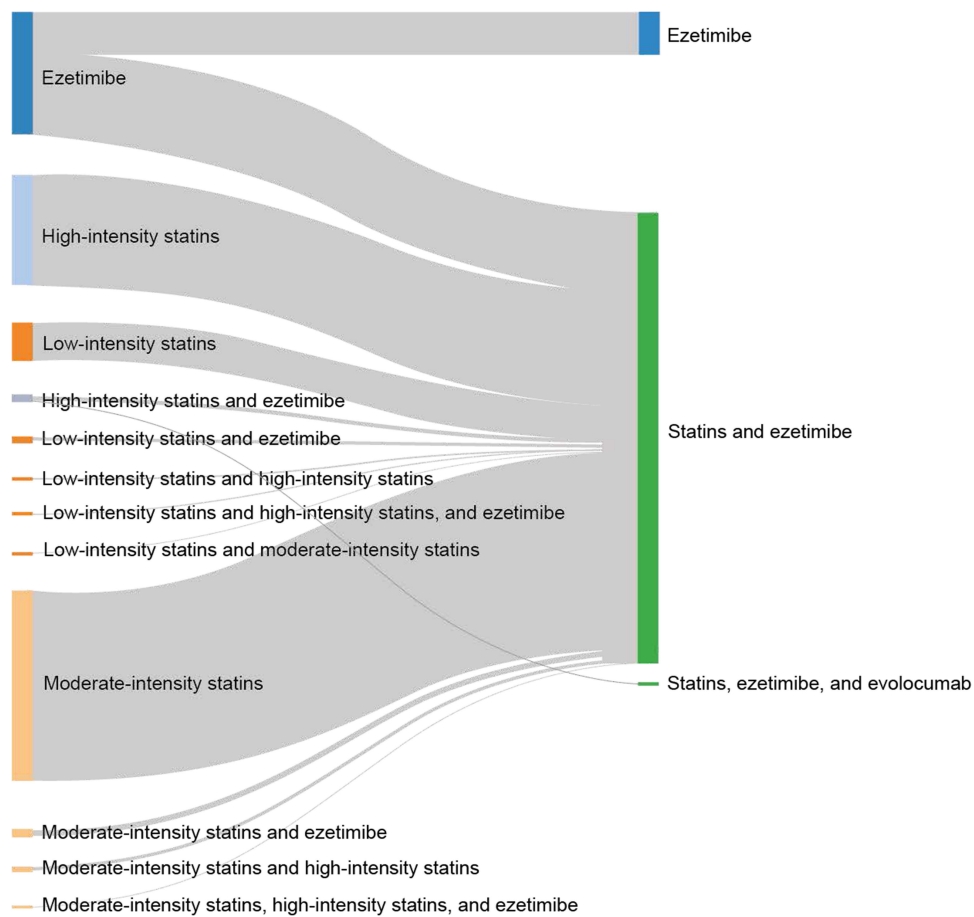 Ezetimibe
High-intensity statins
Low-intensity statins
High-intensity statins and ezetimibe
Low-intensity statins and ezetimibe
Low-intensity statins and high-intensity statins
Low-intensity statins and high-intensity statins, and ezetimibe
Low-intensity statins and moderate-intensity statins
Moderate-intensity statins
Moderate-intensity statins and ezetimibe
Moderate-intensity statins and high-intensity statins
Moderate-intensity statins, high-intensity statins, and ezetimibe
Ezetimibe
Statins and ezetimibe
Statins, ezetimibe, and evolocumab